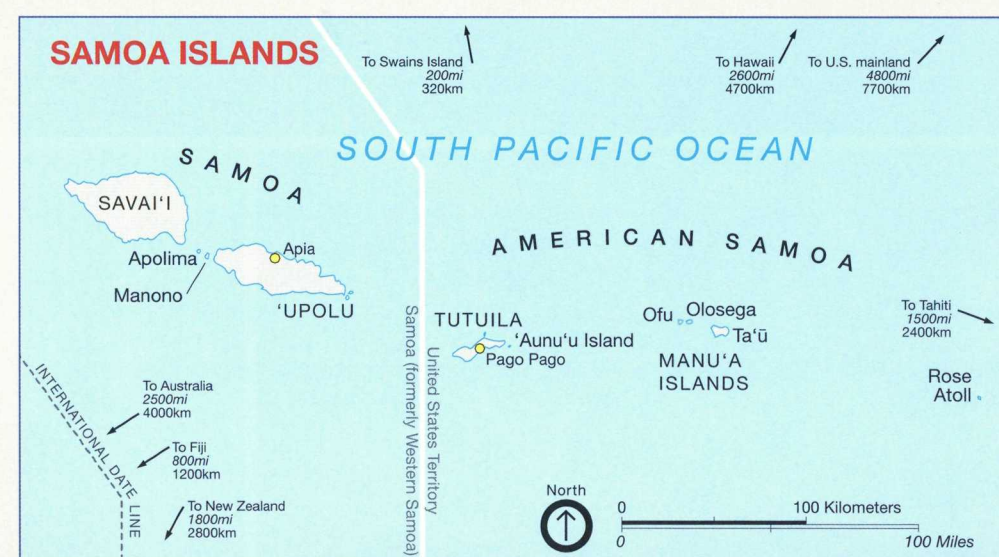 SAMOA ISLANDS
To Swains Island
200mi
320km
To Hawaii
2600mi
4700km
To U.S. mainland
4800mi
7700km
SOUTH PACIFIC OCEAN
SAMOA
SAVAI‘I
Apolima
Manono
Apia
‘UPOLU
AMERICAN SAMOA
TUTUILA
‘Aunu‘u Island
Pago Pago
Ofu
Olosega
Ta‘ū
MANU‘A
ISLANDS
To Tahiti
1500mi
2400km
Rose
Atoll
Samoa (formerly Western Samoa)
United States Territory
INTERNATIONAL DATE LINE
To Australia
2500mi
4000km
To Fiji
800mi
1200km
To New Zealand
1800mi
2800km
North
0 100 Kilometers
0 100 Miles